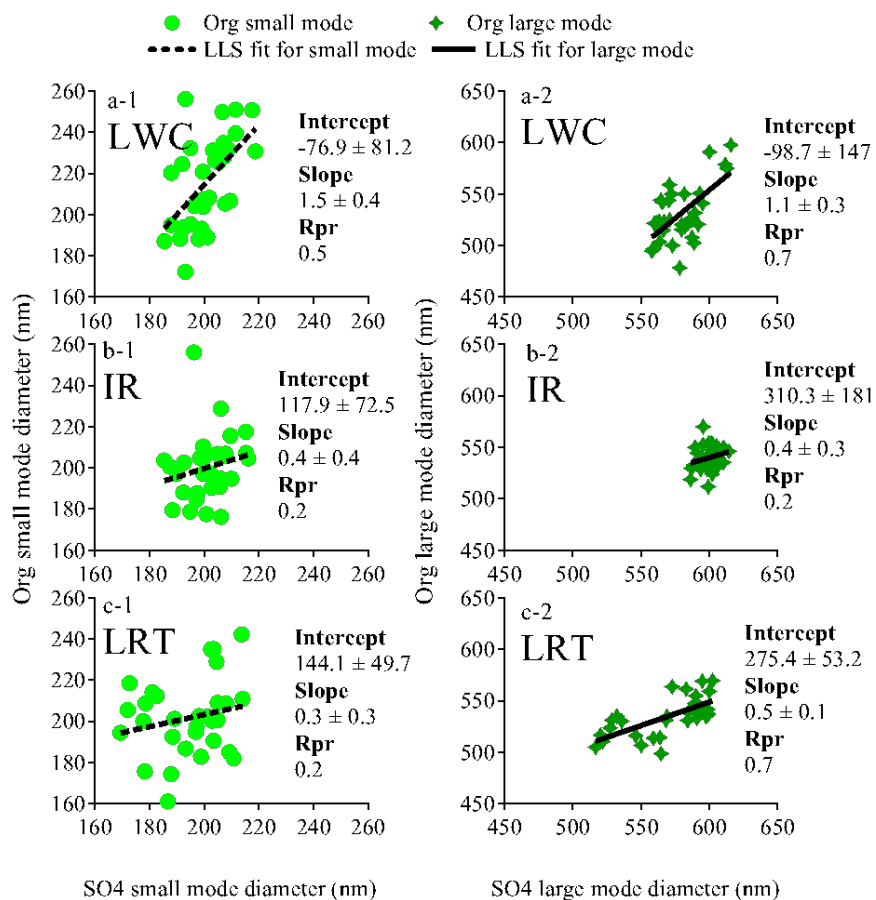 Org small mode
Org large mode
LLS fit for small mode
LLS fit for large mode
a-1
LWC
Intercept
-76.9 ± 81.2
Slope
1.5 ± 0.4
Rpr
0.5
260
240
220
200
180
160
160 180 200 220 240 260
a-2
LWC
Intercept
-98.7 ± 147
Slope
1.1 ± 0.3
Rpr
0.7
650
600
550
500
450
450 500 550 600 650
b-1
IR
Intercept
117.9 ± 72.5
Slope
0.4 ± 0.4
Rpr
0.2
260
240
220
200
180
160
160 180 200 220 240 260
b-2
IR
Intercept
310.3 ± 181
Slope
0.4 ± 0.3
Rpr
0.2
650
600
550
500
450
450 500 550 600 650
c-1
LRT
Intercept
144.1 ± 49.7
Slope
0.3 ± 0.3
Rpr
0.2
260
240
220
200
180
160
160 180 200 220 240 260
c-2
LRT
Intercept
275.4 ± 53.2
Slope
0.5 ± 0.1
Rpr
0.7
650
600
550
500
450
450 500 550 600 650
Org small mode diameter (nm)
Org large mode diameter (nm)
SO4 small mode diameter (nm)
SO4 large mode diameter (nm)